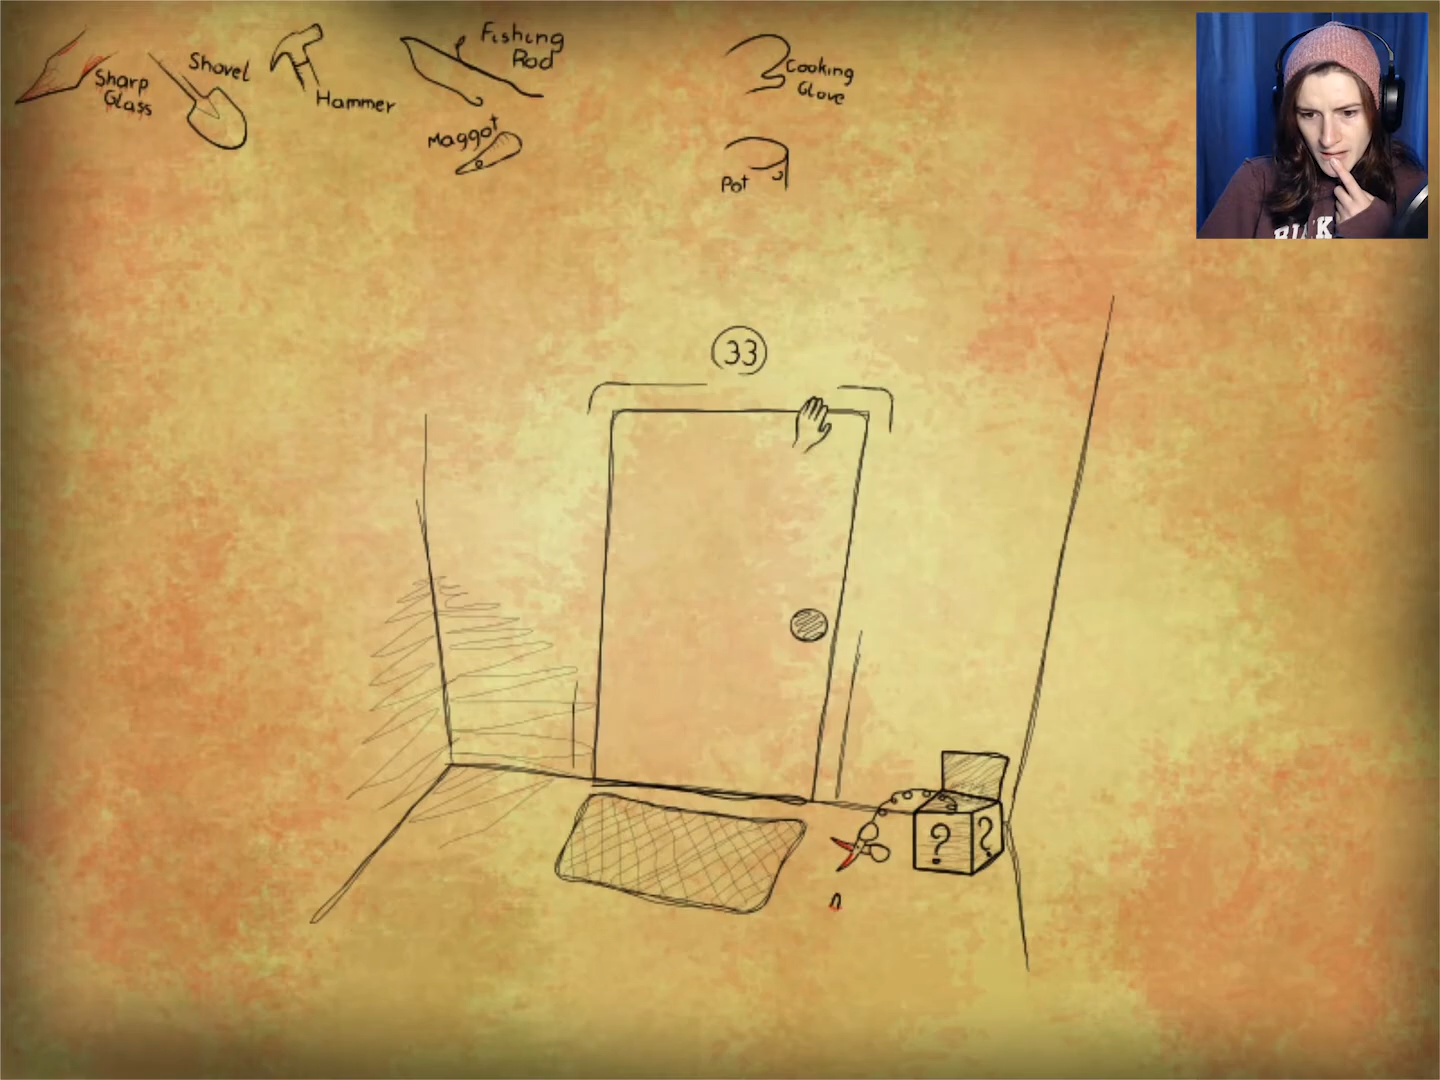 Sharp
Glass
Shovel
Hammer
Fishing
Rod
Maggot
Cooking
Glove
Pot
33
?
?